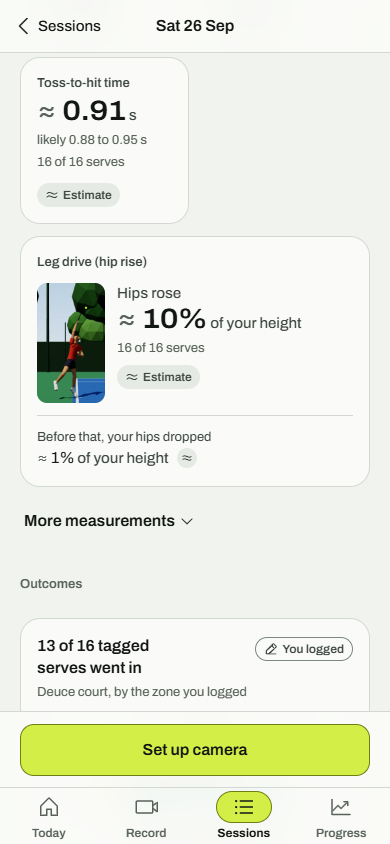 Sessions
Sat 26 Sep
Toss-to-hit time
≈ 0.91 s
likely 0.88 to 0.95 s
16 of 16 serves
≈ Estimate
Leg drive (hip rise)
Hips rose
≈ 10% of your height
16 of 16 serves
≈ Estimate
Before that, your hips dropped
≈ 1% of your height ≈
More measurements
Outcomes
13 of 16 tagged
serves went in
You logged
Deuce court, by the zone you logged
Set up camera
Today
Record
Sessions
Progress